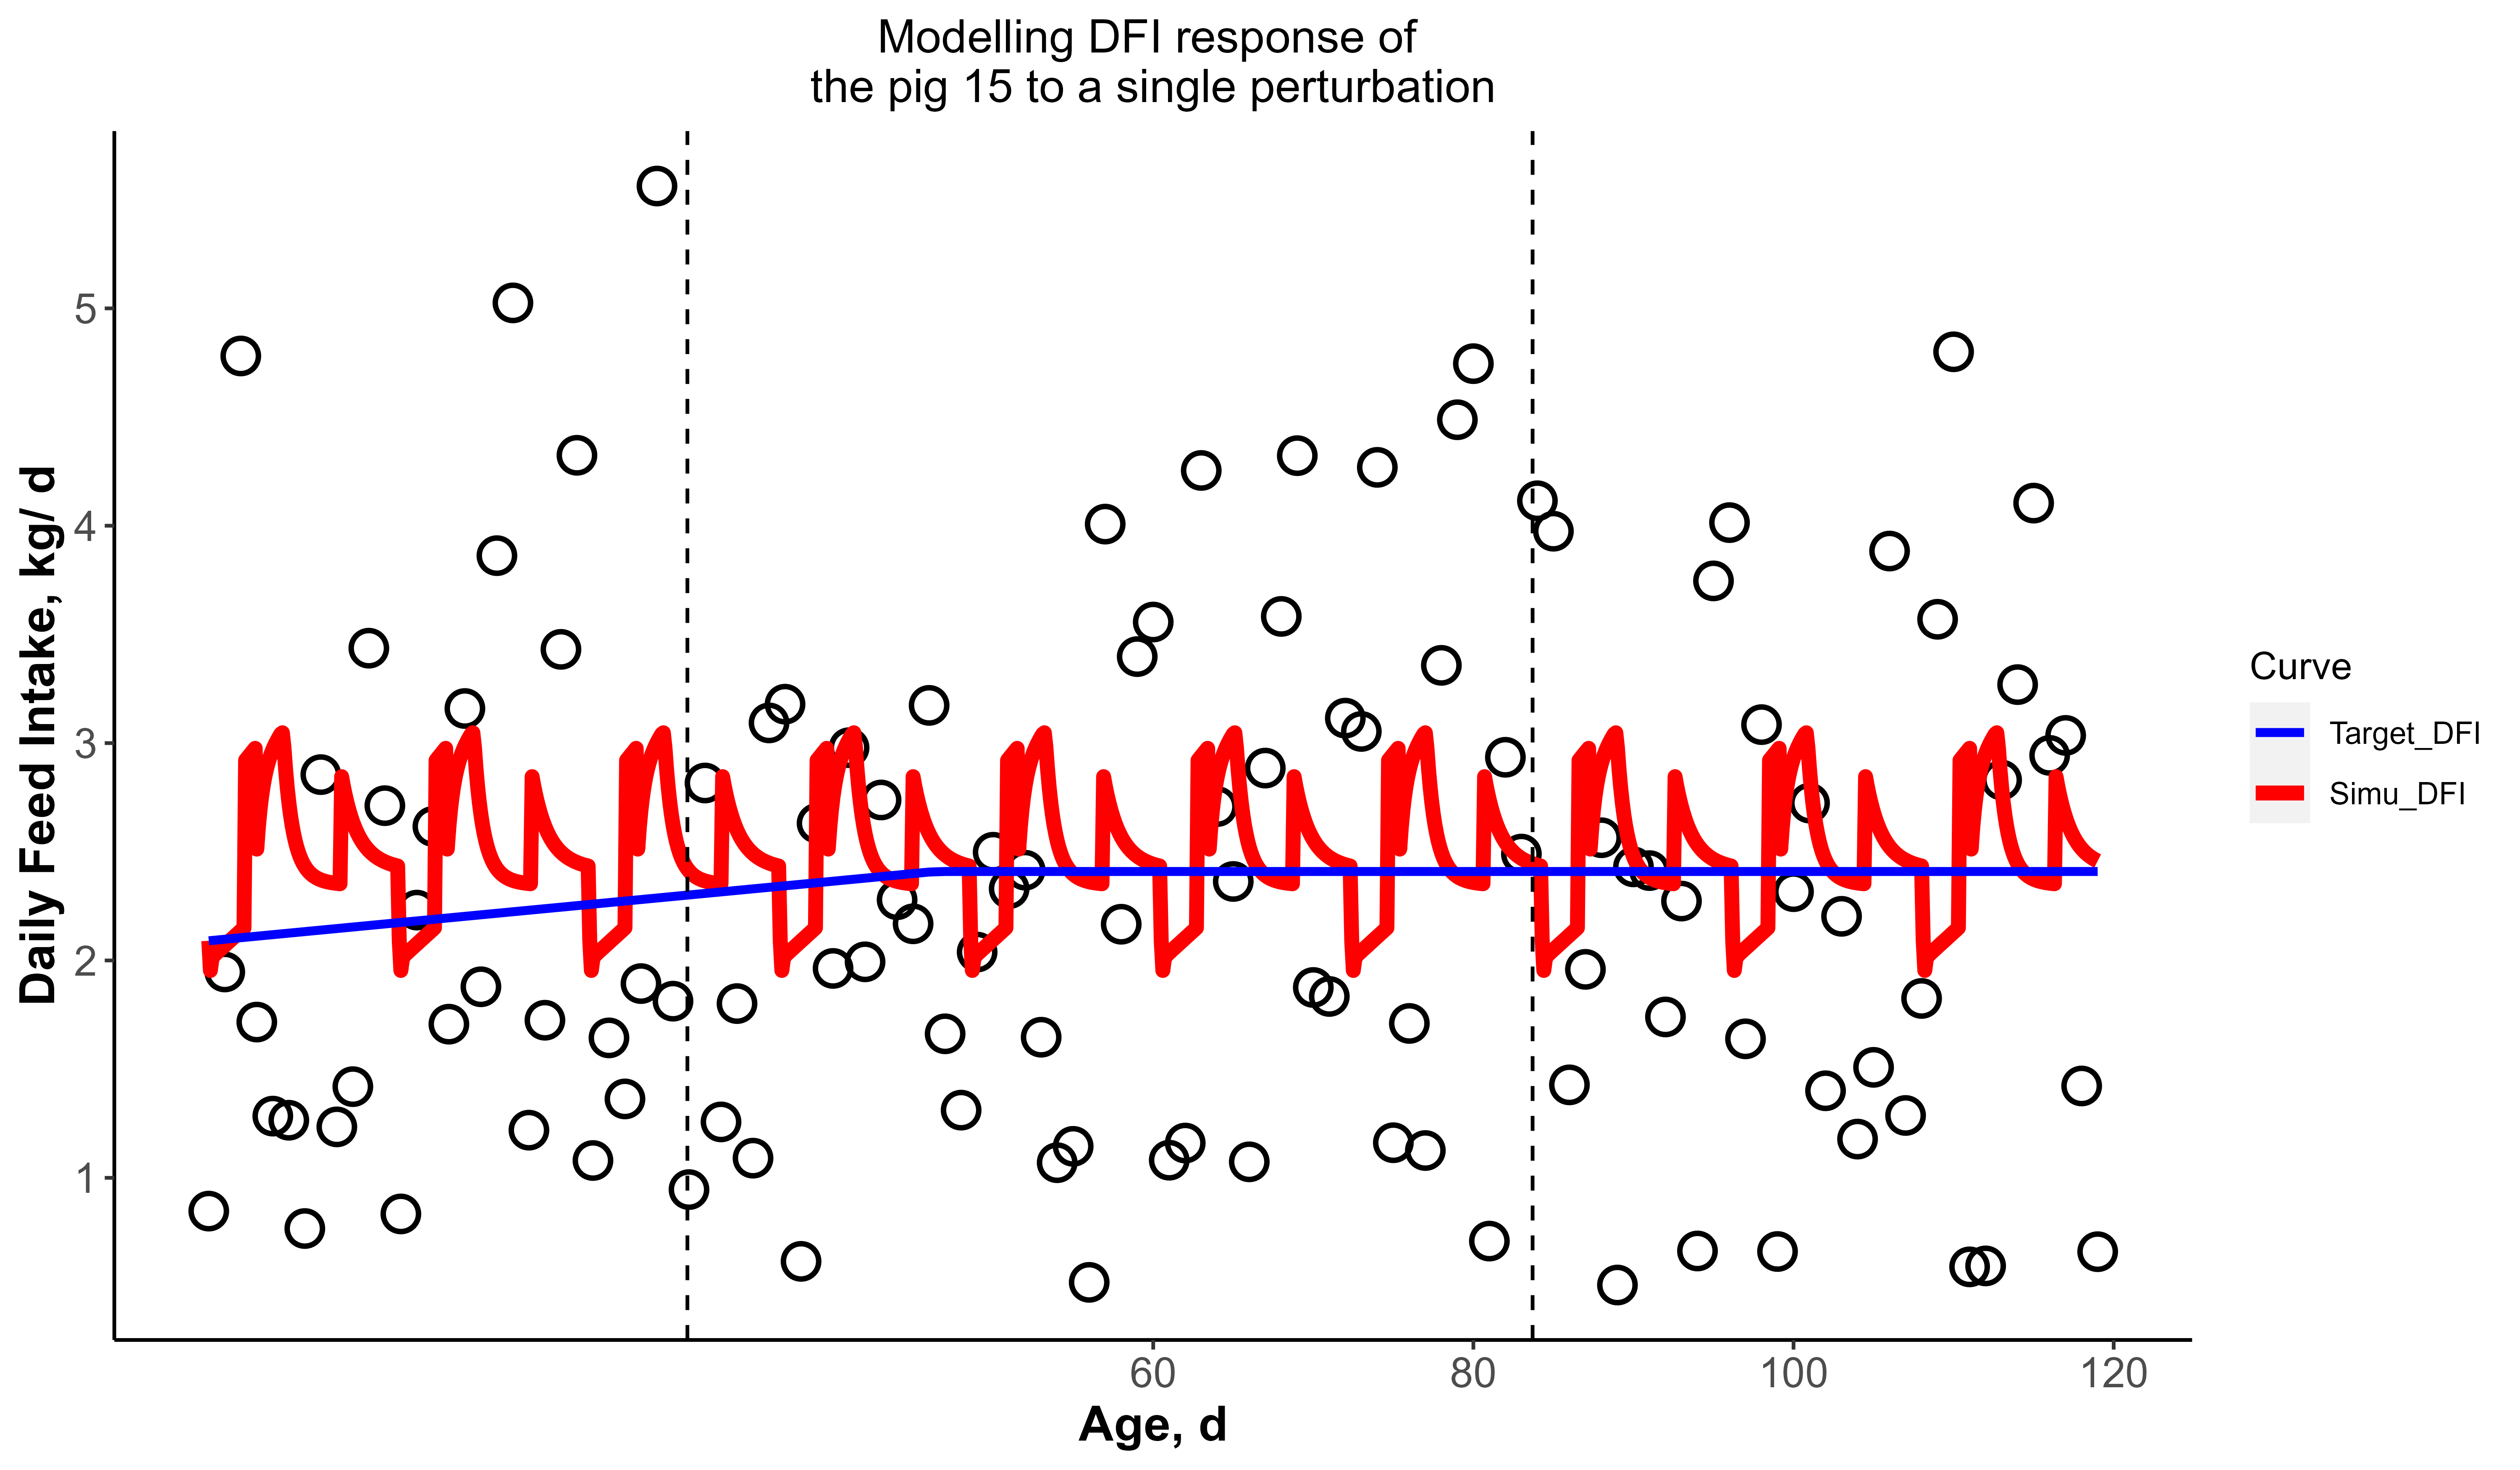 Modelling DFI response of
the pig 15 to a single perturbation
Daily Feed Intake, kg/ d
5
4
3
2
1
60
80
100
120
Age, d
Curve
Target_DFI
Simu_DFI